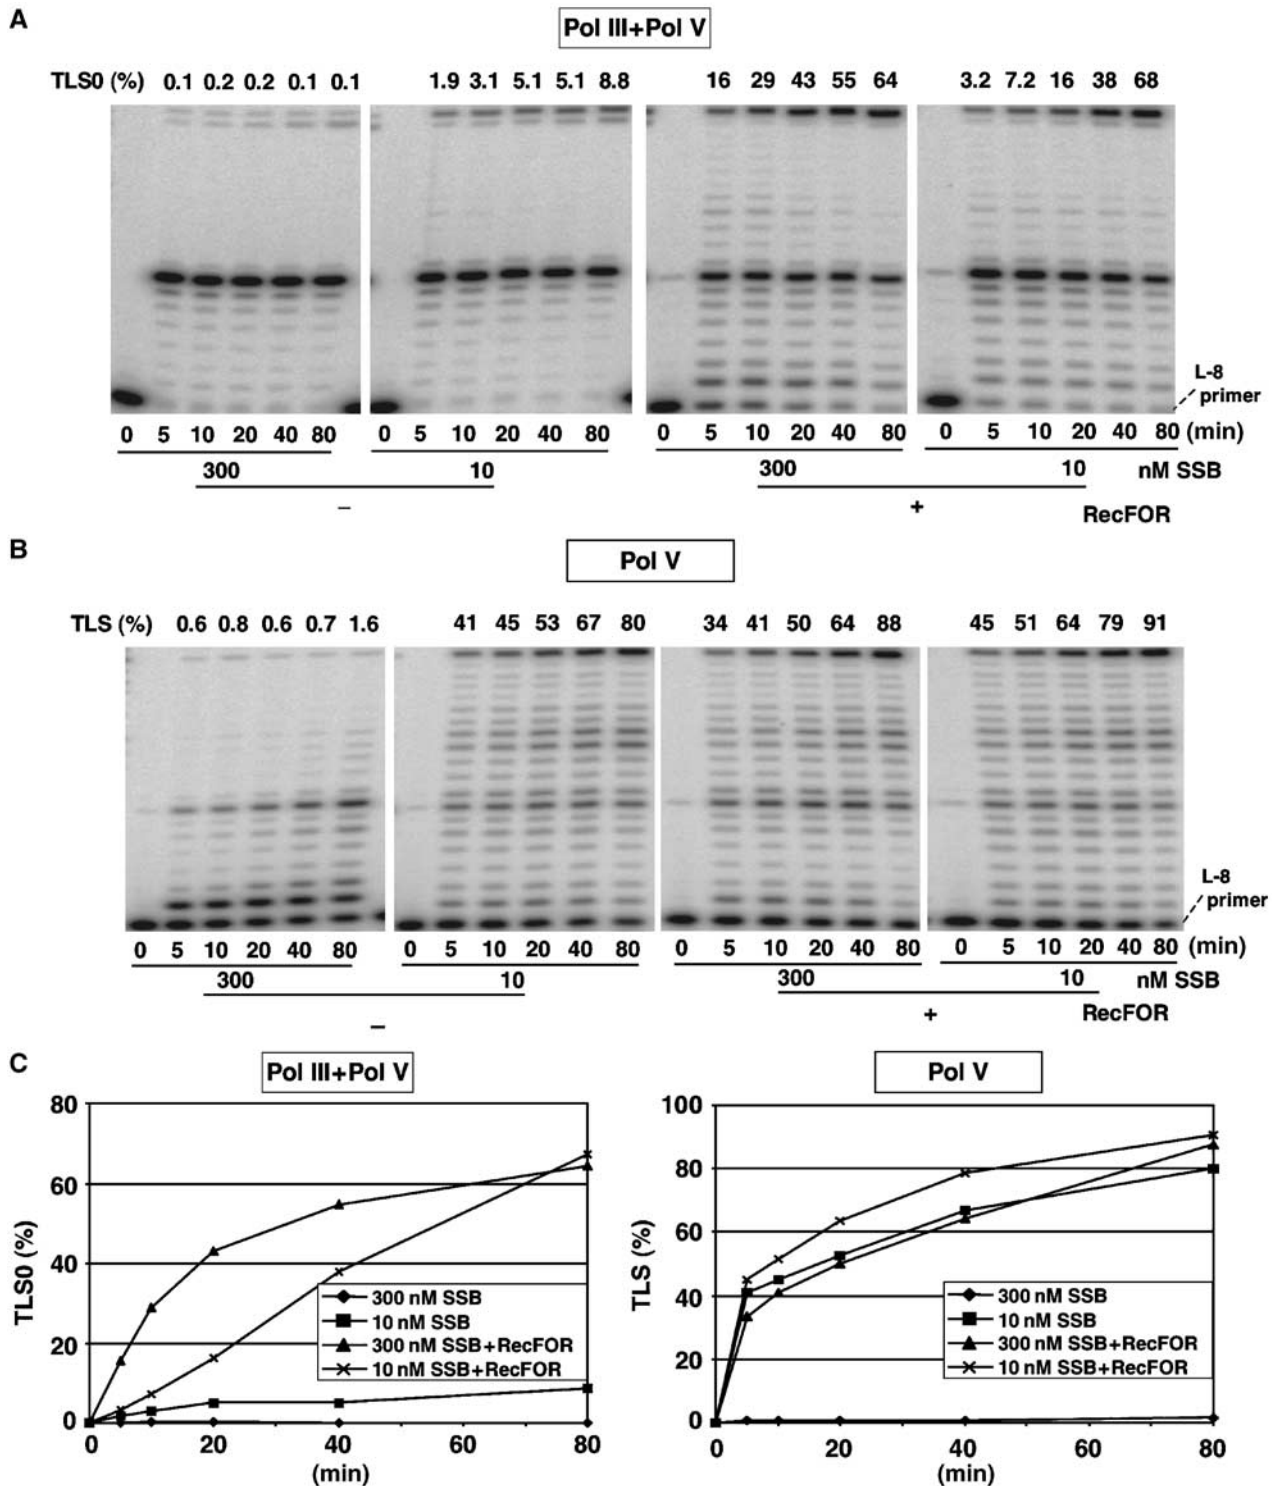 A
Pol III+Pol V
TLS0 (%) 0.1 0.2 0.2 0.1 0.1 1.9 3.1 5.1 5.1 8.8 16 29 43 55 64 3.2 7.2 16 38 68
L-8
primer
0 5 10 20 40 80 0 5 10 20 40 80 0 5 10 20 40 80 0 5 10 20 40 80 (min)
300 10 300 10 nM SSB
– + RecFOR
B
Pol V
TLS (%) 0.6 0.8 0.6 0.7 1.6 41 45 53 67 80 34 41 50 64 88 45 51 64 79 91
L-8
primer
0 5 10 20 40 80 0 5 10 20 40 80 0 5 10 20 40 80 0 5 10 20 40 80 (min)
300 10 300 10 nM SSB
– + RecFOR
C
Pol III+Pol V
80
60
40
20
0
TLS0 (%)
300 nM SSB
10 nM SSB
300 nM SSB+RecFOR
10 nM SSB+RecFOR
0 20 40 60 80
(min)
Pol V
100
80
60
40
20
0
TLS (%)
300 nM SSB
10 nM SSB
300 nM SSB+RecFOR
10 nM SSB+RecFOR
0 20 40 60 80
(min)